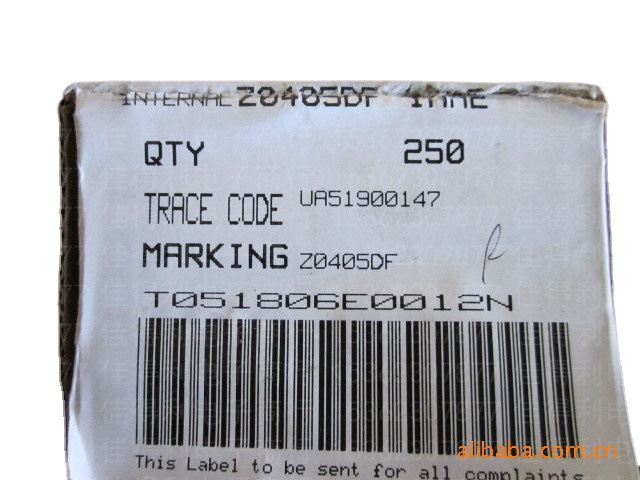 INTERNAL Z0405DF 1AAE
QTY 250
TRACE CODE UA51900147
MARKING Z0405DF
T051806E0012N
This Label to be sent for all complaints
alibaba.com.cn